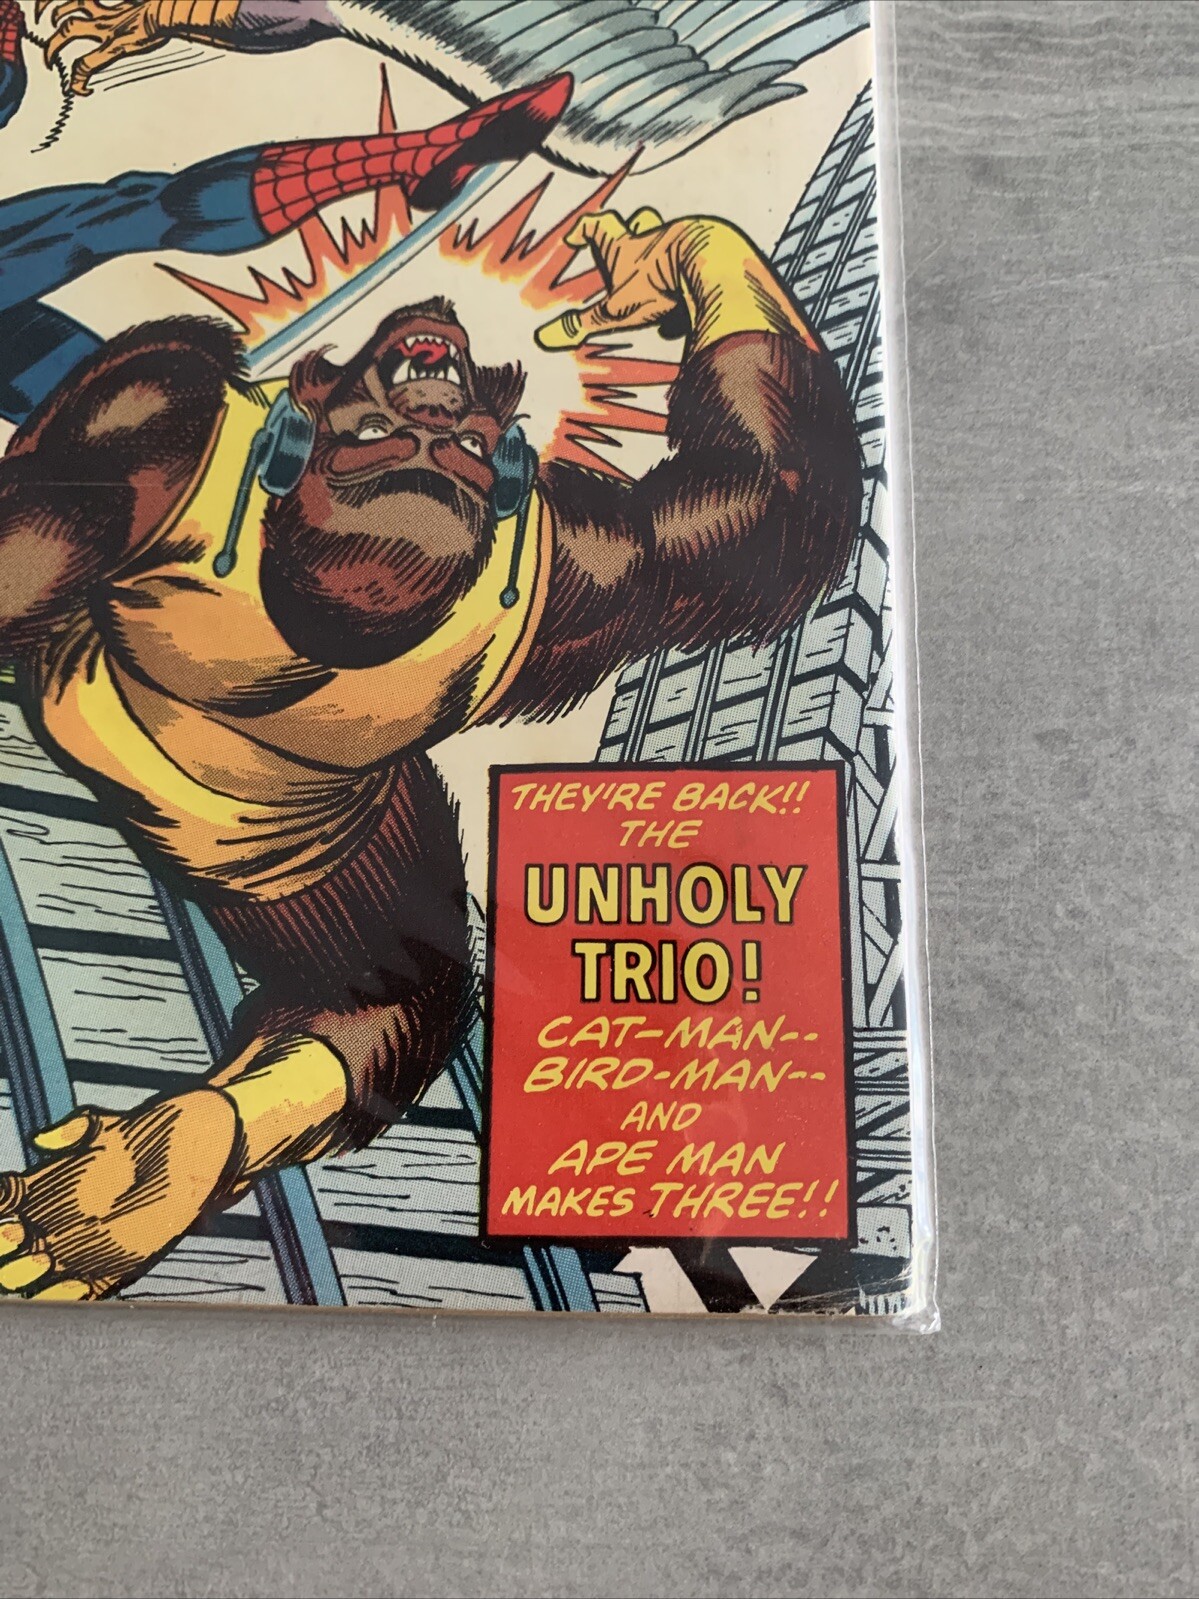 THEY'RE BACK!!
THE
UNHOLY
TRIO!
CAT-MAN--
BIRD-MAN--
AND
APE MAN
MAKES THREE!!